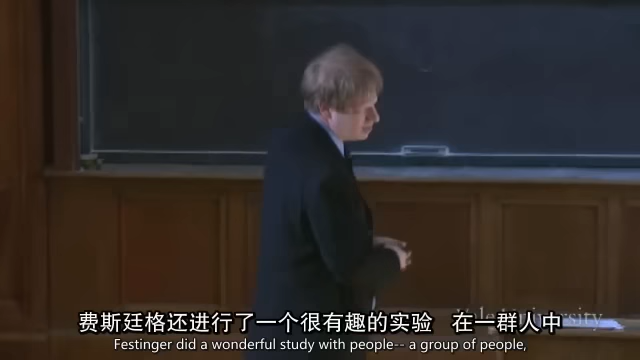 费斯廷格还进行了一个很有趣的实验 在一群人中
Festinger did a wonderful study with people-- a group of people,